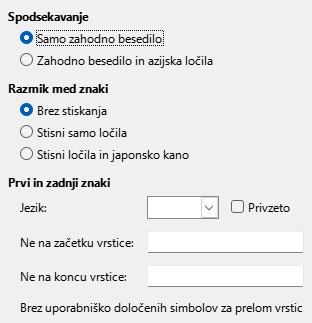 Spodsekavanje
Samo zahodno besedilo
Zahodno besedilo in azijska ločila
Razmik med znaki
Brez stiskanja
Stisni samo ločila
Stisni ločila in japonsko kano
Prvi in zadnji znaki
Jezik:
Privzeto
Ne na začetku vrstice:
Ne na koncu vrstice:
Brez uporabniško določenih simbolov za prelom vrstic